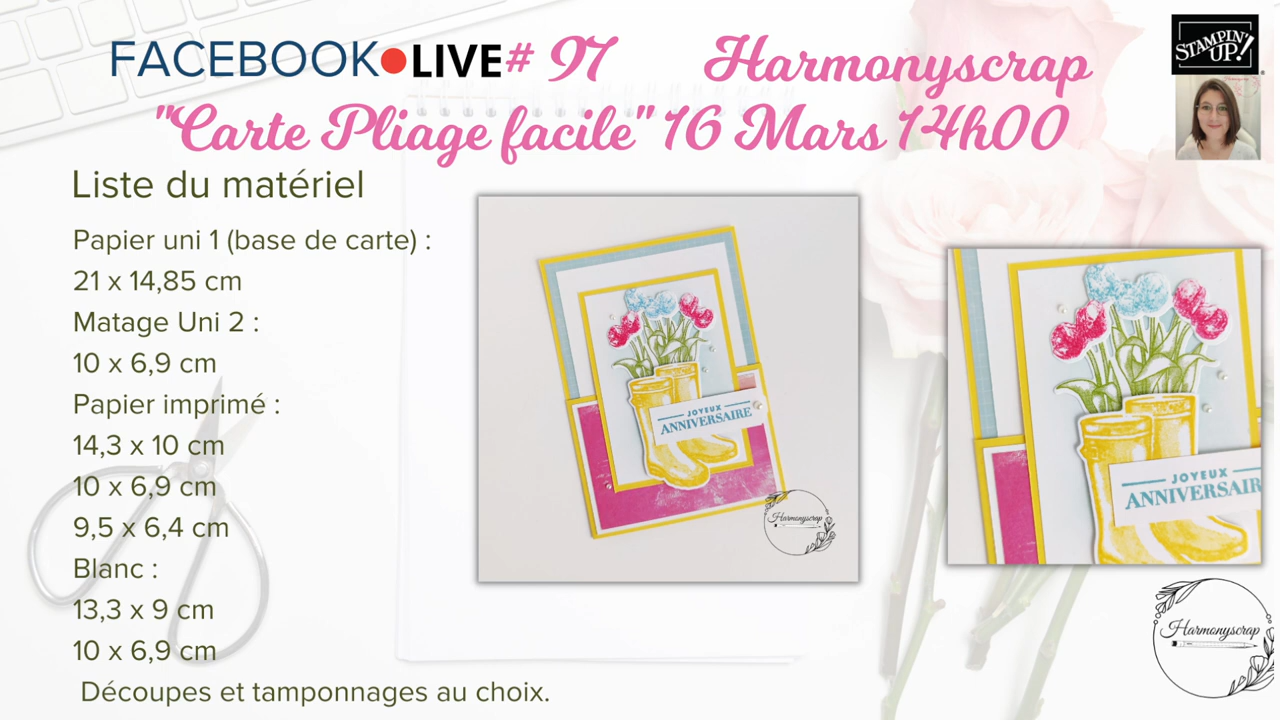 FACEBOOK LIVE # 97 Harmonyscrap
"Carte Pliage facile" 16 Mars 14h00
STAMPIN' UP!®
Liste du matériel
Papier uni 1 (base de carte) :
21 x 14,85 cm
Matage Uni 2 :
10 x 6,9 cm
Papier imprimé :
14,3 x 10 cm
10 x 6,9 cm
9,5 x 6,4 cm
Blanc :
13,3 x 9 cm
10 x 6,9 cm
Découpes et tamponnages au choix.
JOYEUX
ANNIVERSAIRE
Harmonyscrap
JOYEUX
ANNIVERSAIR
Harmonyscrap